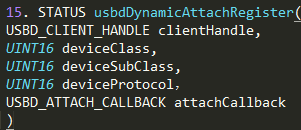 15. STATUS usbdDynamicAttachRegister(
USBD_CLIENT_HANDLE clientHandle,
UINT16 deviceClass,
UINT16 deviceSubClass,
UINT16 deviceProtocol，
USBD_ATTACH_CALLBACK attachCallback
)